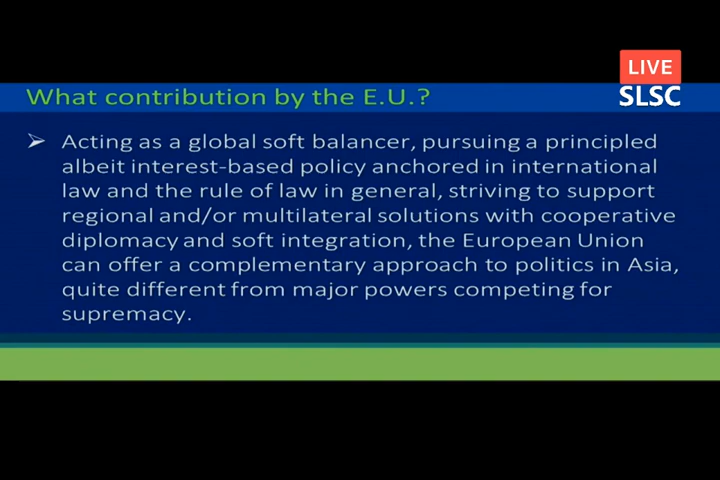 LIVE
SLSC
What contribution by the E.U.?
Acting as a global soft balancer, pursuing a principled
albeit interest-based policy anchored in international
law and the rule of law in general, striving to support
regional and/or multilateral solutions with cooperative
diplomacy and soft integration, the European Union
can offer a complementary approach to politics in Asia,
quite different from major powers competing for
supremacy.